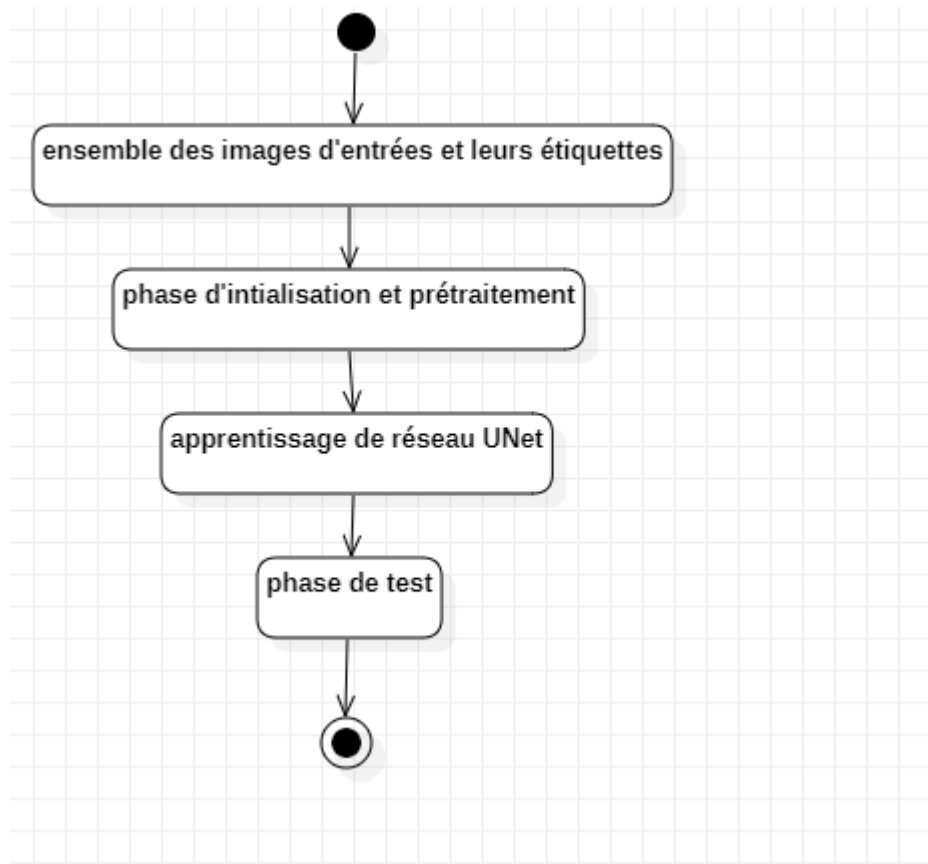 ensemble des images d'entrées et leurs étiquettes
phase d'intialisation et prétraitement
apprentissage de réseau UNet
phase de test